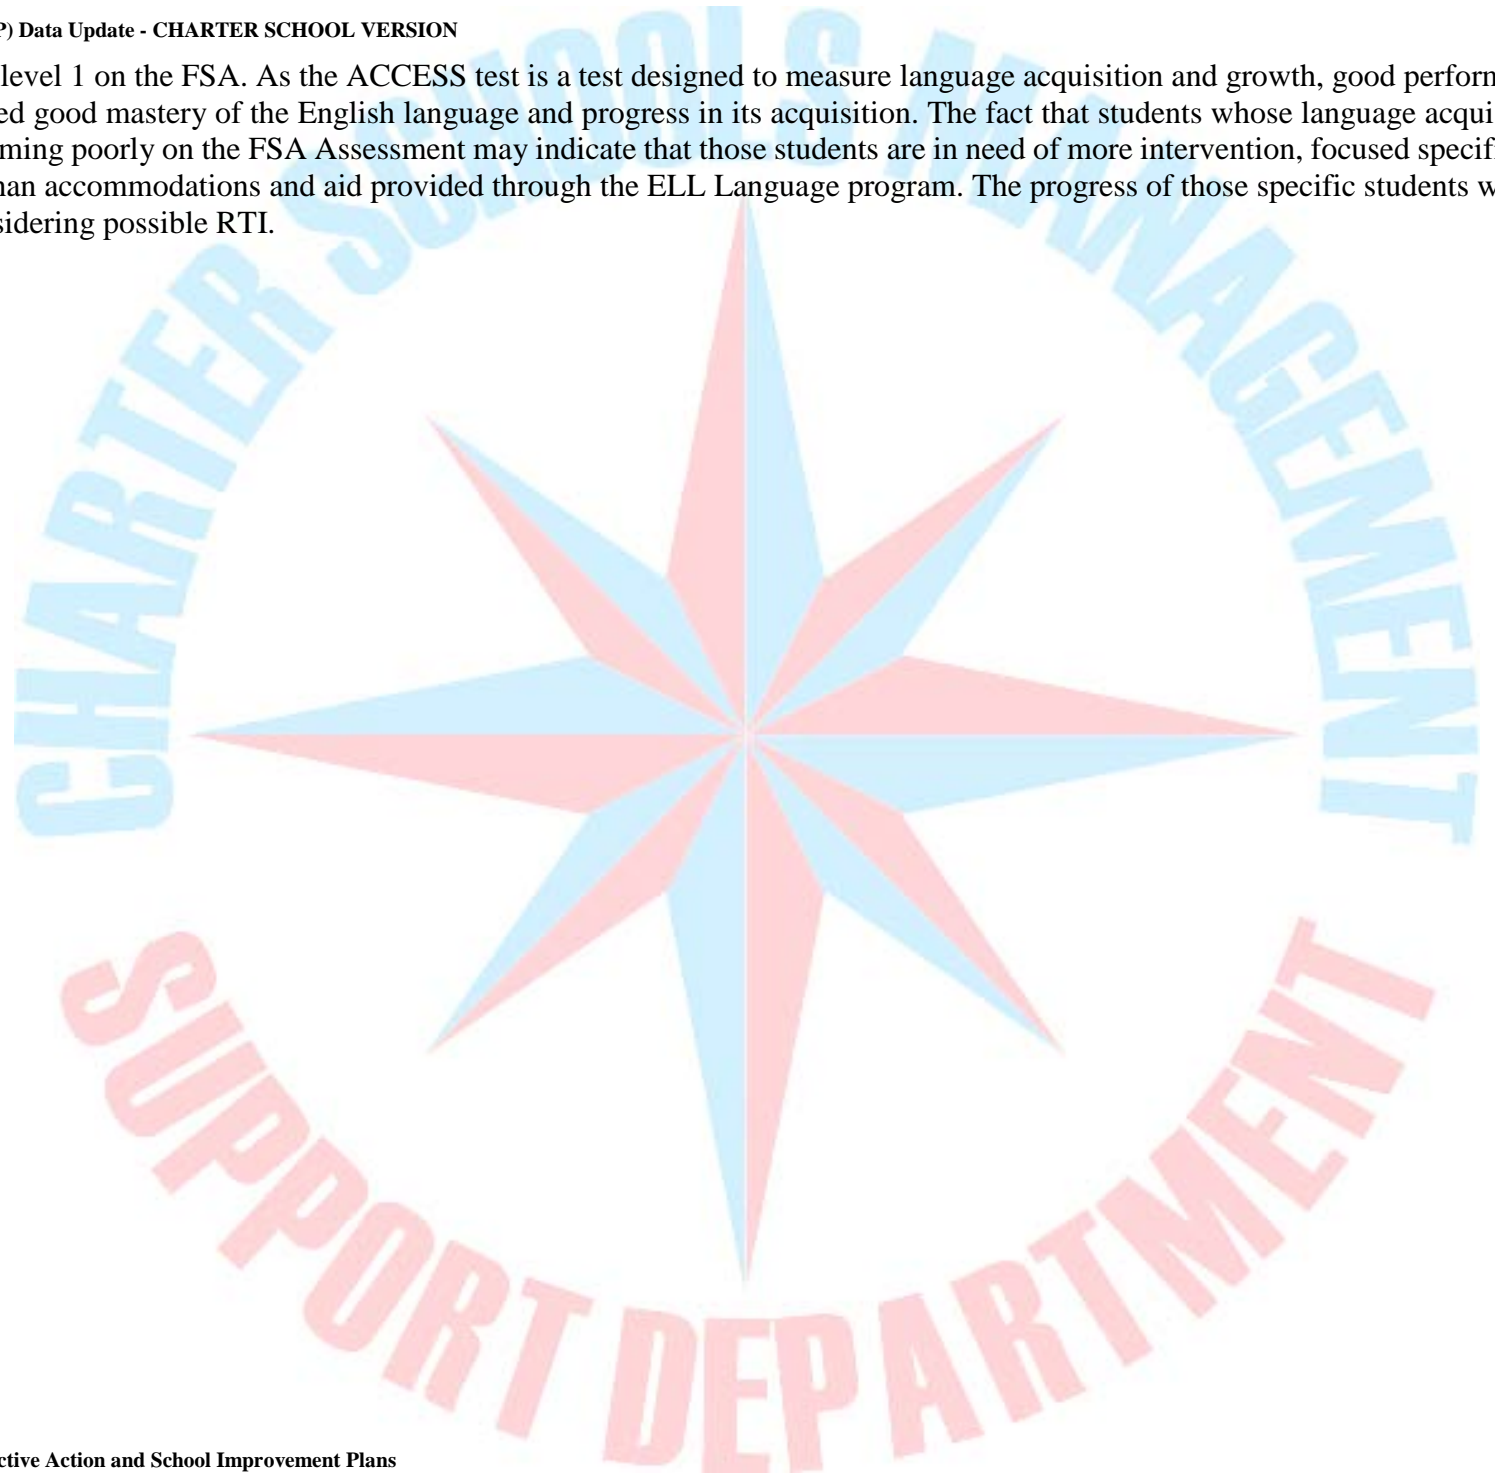 P) Data Update - CHARTER SCHOOL VERSION
level 1 on the FSA. As the ACCESS test is a test designed to measure language acquisition and growth, good perform
ed good mastery of the English language and progress in its acquisition. The fact that students whose language acqui
ming poorly on the FSA Assessment may indicate that those students are in need of more intervention, focused specifi
nan accommodations and aid provided through the ELL Language program. The progress of those specific students w
sidering possible RTI.
CHARTER SCHOOLS MANAGEMENT
SUPPORT DEPARTMENT
ctive Action and School Improvement Plans